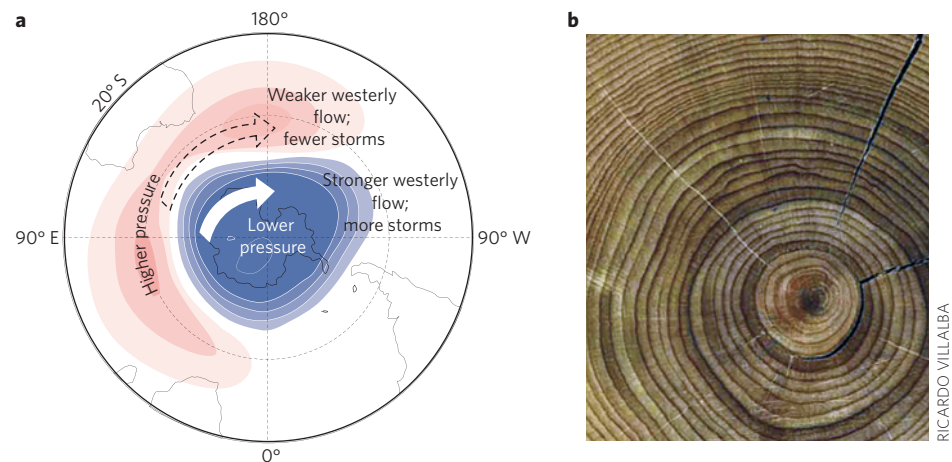 a
180°
20° S
Weaker westerly
flow;
fewer storms
Higher pressure
Stronger westerly
flow;
more storms
Lower
pressure
90° E
90° W
0°
b
RICARDO VILLALBA